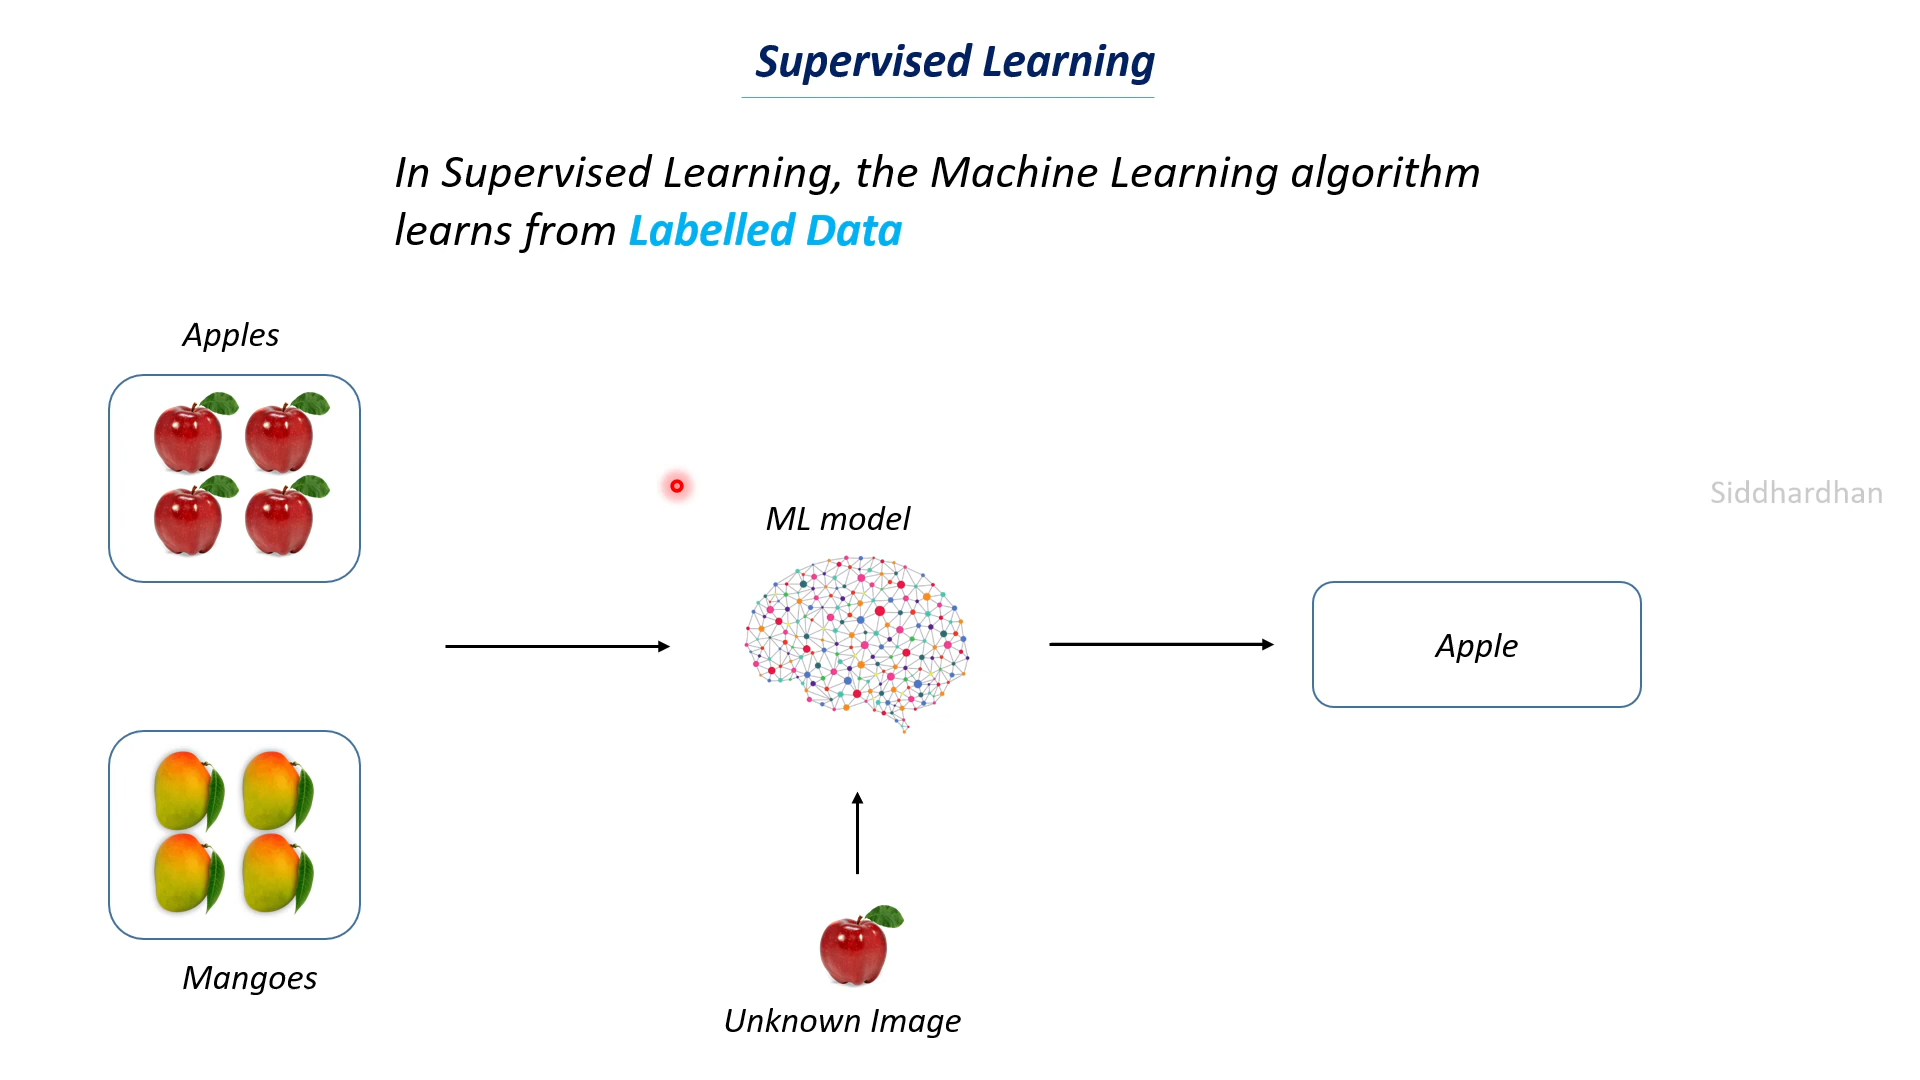 Supervised Learning
In Supervised Learning, the Machine Learning algorithm
learns from Labelled Data
Apples
ML model
Siddhardhan
Apple
Mangoes
Unknown Image